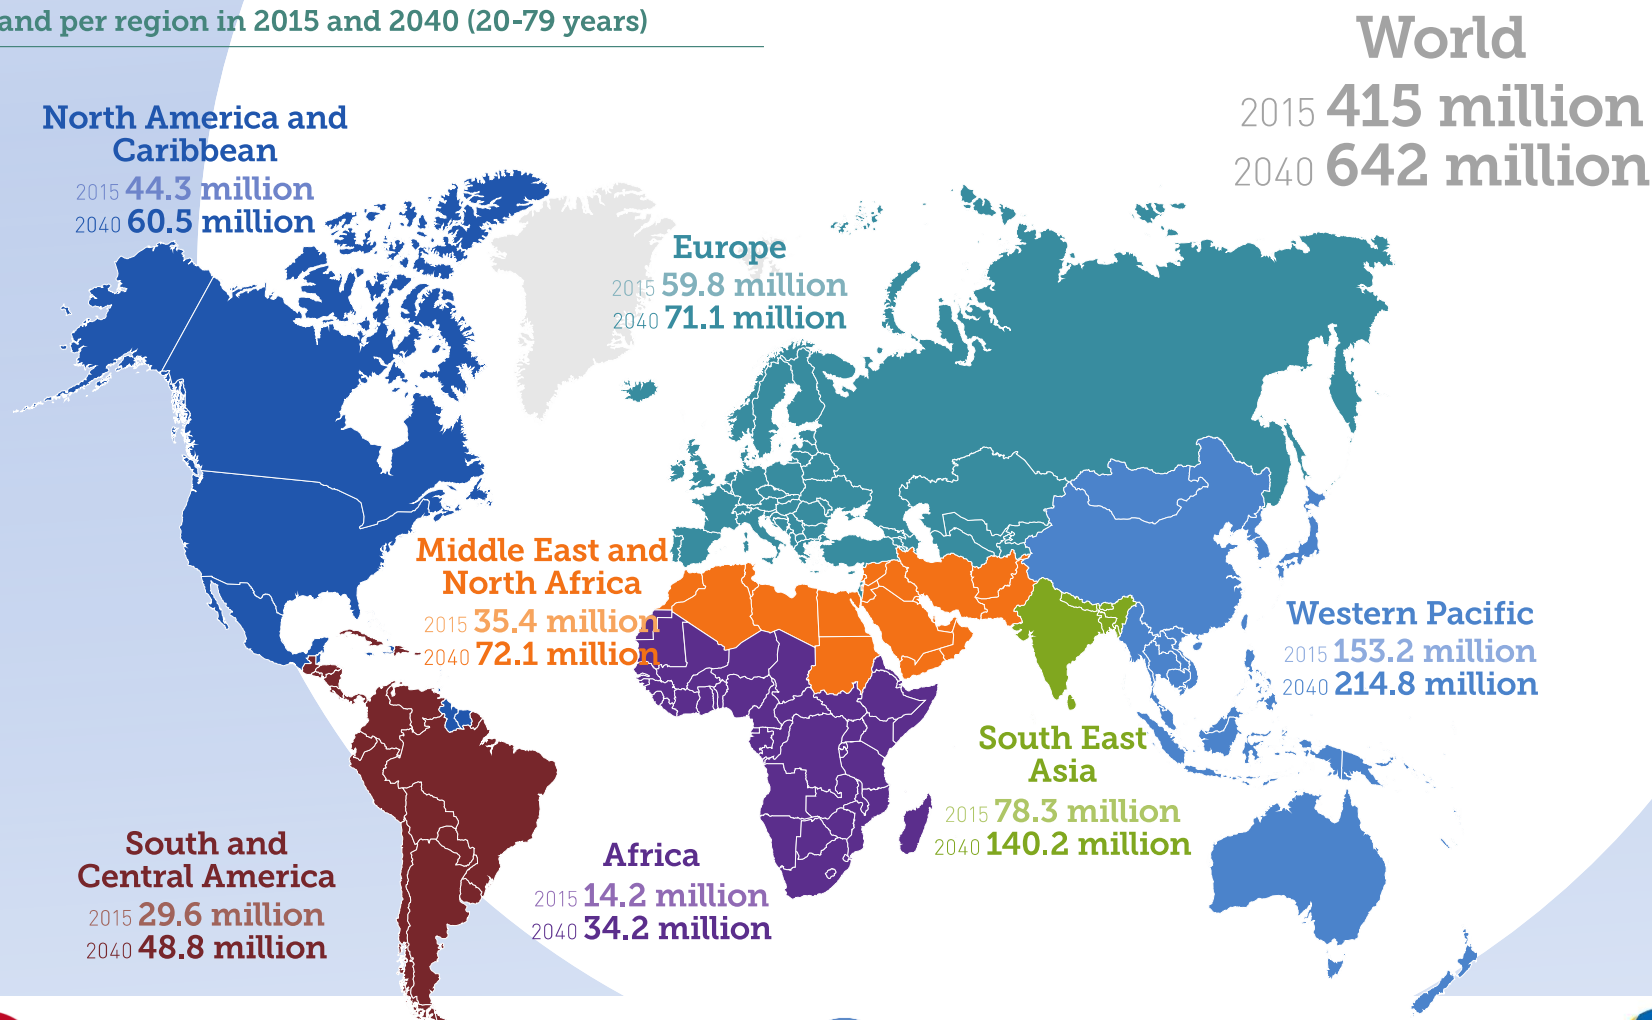 and per region in 2015 and 2040 (20-79 years)
World
2015 415 million
2040 642 million
North America and
Caribbean
2015 44.3 million
2040 60.5 million
Europe
2015 59.8 million
2040 71.1 million
Middle East and
North Africa
2015 35.4 million
2040 72.1 million
Western Pacific
2015 153.2 million
2040 214.8 million
South East
Asia
2015 78.3 million
2040 140.2 million
South and
Central America
2015 29.6 million
2040 48.8 million
Africa
2015 14.2 million
2040 34.2 million